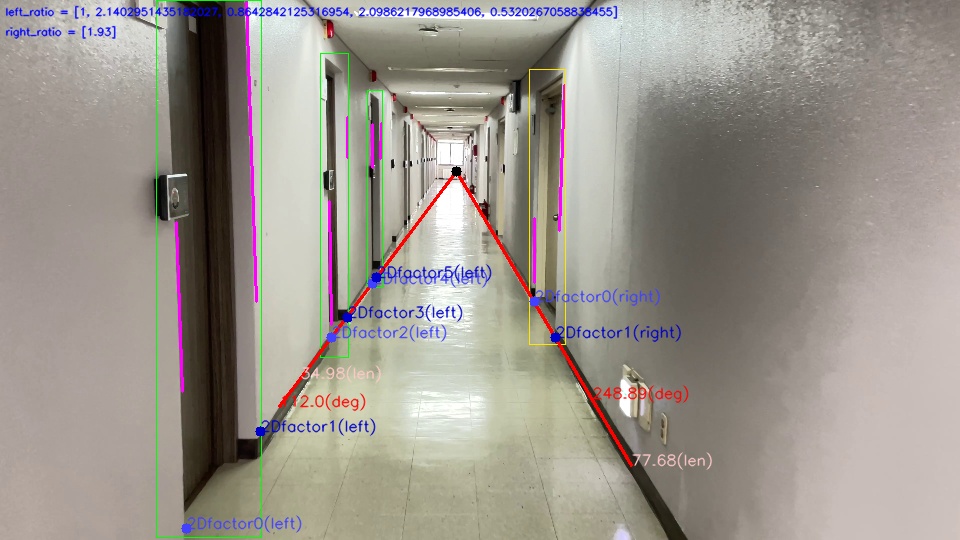 left_ratio = [1, 2.1402951435182027, 0.8642842125316954, 2.0986217968985406, 0.5320267058838455]
right_ratio = [1.93]
2Dfactor5(left)
2Dfactor4(left)
2Dfactor0(right)
2Dfactor3(left)
2Dfactor2(left)
2Dfactor1(right)
34.98(len)
248.89(deg)
12.0(deg)
2Dfactor1(left)
77.68(len)
2Dfactor0(left)